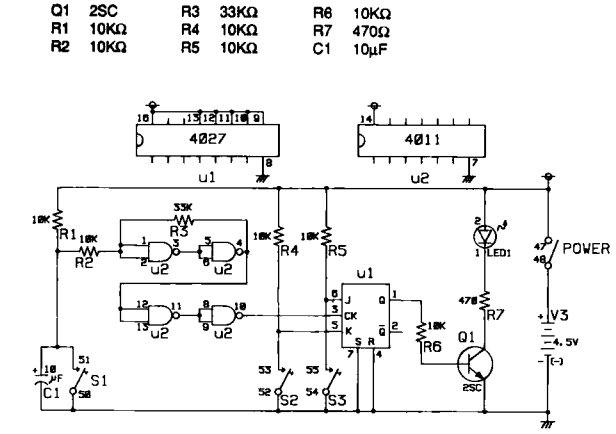 Q1 2SC R3 33KΩ R6 10KΩ
R1 10KΩ R4 10KΩ R7 470Ω
R2 10KΩ R5 10KΩ C1 10µF
16 13 12 11 10 9 14
4027 4011
8 7
u1 u2
33K
R3
2
10K R1
10K R2
1 2 3 5 6 4
u2 u2
10K R4
10K R5
1 LED1
47 48 POWER
u1
12 13 11 8 9 10
u2 u2
6 J Q 1
3 CK
5 K Q̅ 2
S R
7 4
10K R6
470 R7
Q1
2SC
+ V3
4.5V
- (-)
+ 10 µF C1
51 50 S1
53 52 S2
55 54 S3